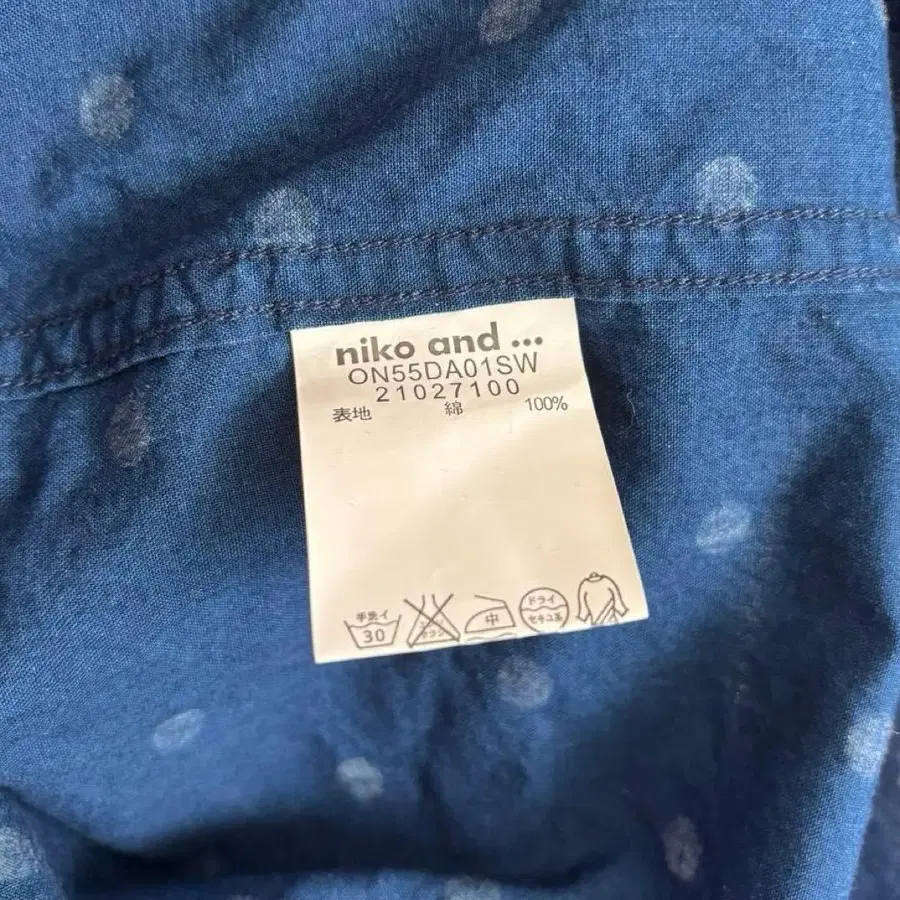 niko and ...
ON55DA01SW
21027100
表地 綿 100%
手洗イ 30
中
ドライ
セキユ系